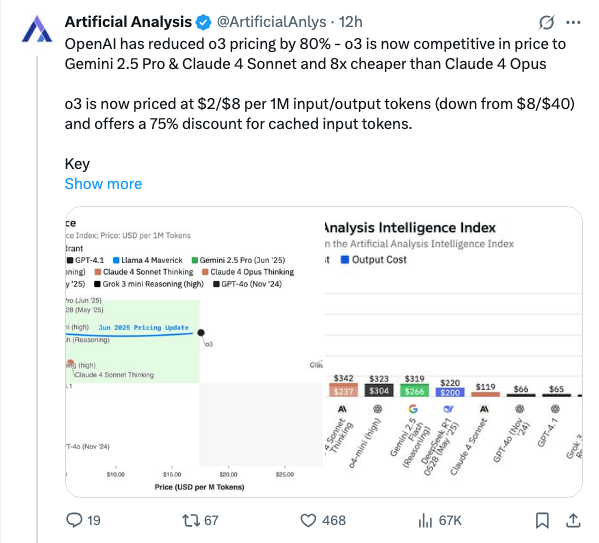 Artificial Analysis @ArtificialAnlys · 12h
OpenAI has reduced o3 pricing by 80% - o3 is now competitive in price to
Gemini 2.5 Pro & Claude 4 Sonnet and 8x cheaper than Claude 4 Opus
o3 is now priced at $2/$8 per 1M input/output tokens (down from $8/$40)
and offers a 75% discount for cached input tokens.
Key
Show more
ce
ce Index; Price: USD per 1M Tokens
drant
GPT-4.1 Llama 4 Maverick Gemini 2.5 Pro (Jun '25)
ning) Claude 4 Sonnet Thinking Claude 4 Opus Thinking
y '25) Grok 3 mini Reasoning (high) GPT-4o (Nov '24)
ro (Jun '25)
28 (May '25)
(high) Jun 2025 Pricing Update
(Reasoning)
o3
(high)
Claude 4 Sonnet Thinking
.1
T-4o (Nov '24)
$10.00 $15.00 $20.00 $25.00
Price (USD per M Tokens)
Analysis Intelligence Index
n the Artificial Analysis Intelligence Index
st Output Cost
$342 $323 $319 $220 $119 $66 $65
$237 $304 $266 $200
Clau
4 Sonnet Thinking
o4-mini (high)
Gemini 2.5 Flash (Reasoning)
DeepSeek R1 0528 (May '25)
Claude 4 Sonnet
GPT-4o (Nov '24)
GPT-4.1
Grok 3
19 67 468 67K